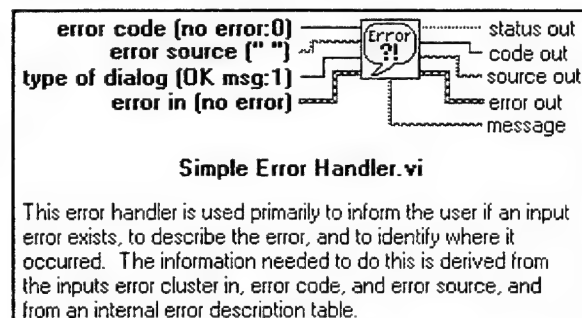 error code (no error:0)
error source (" ")
type of dialog (OK msg:1)
error in (no error)
Error
?!
status out
code out
source out
error out
message
Simple Error Handler.vi
This error handler is used primarily to inform the user if an input
error exists, to describe the error, and to identify where it
occurred. The information needed to do this is derived from
the inputs error cluster in, error code, and error source, and
from an internal error description table.